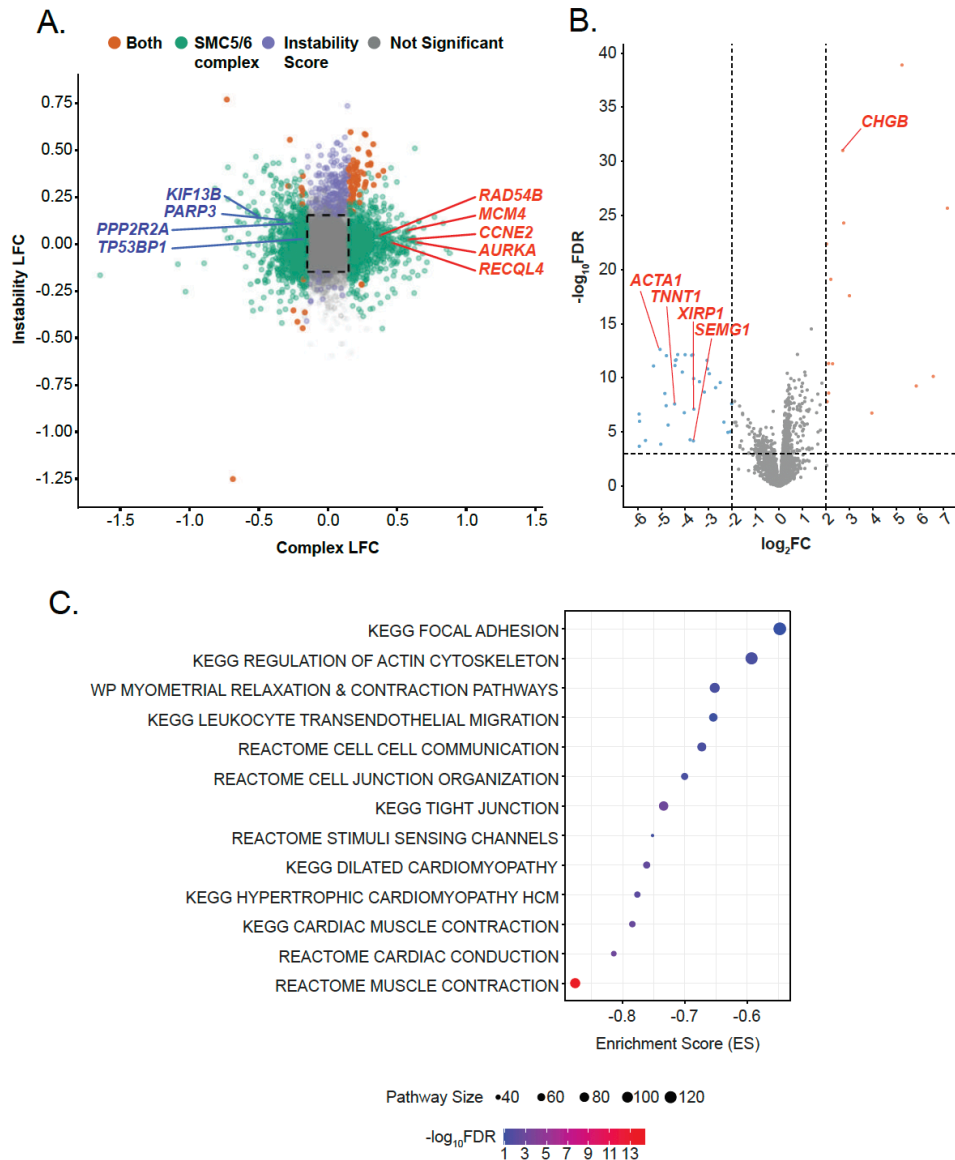 A.
Both
SMC5/6 complex
Instability Score
Not Significant
0.75
0.50
0.25
0.00
-0.25
-0.50
-0.75
-1.00
-1.25
Instability LFC
KIF13B
PARP3
PPP2R2A
TP53BP1
RAD54B
MCM4
CCNE2
AURKA
RECQL4
-1.5 -1.0 -0.5 0.0 0.5 1.0 1.5
Complex LFC
B.
40
35
30
25
20
15
10
5
0
-log10FDR
CHGB
ACTA1
TNNT1
XIRP1
SEMG1
-6 -5 -4 -3 -2 -1 0 1 2 3 4 5 6 7
log2FC
C.
KEGG FOCAL ADHESION
KEGG REGULATION OF ACTIN CYTOSKELETON
WP MYOMETRIAL RELAXATION & CONTRACTION PATHWAYS
KEGG LEUKOCYTE TRANSENDOTHELIAL MIGRATION
REACTOME CELL CELL COMMUNICATION
REACTOME CELL JUNCTION ORGANIZATION
KEGG TIGHT JUNCTION
REACTOME STIMULI SENSING CHANNELS
KEGG DILATED CARDIOMYOPATHY
KEGG HYPERTROPHIC CARDIOMYOPATHY HCM
KEGG CARDIAC MUSCLE CONTRACTION
REACTOME CARDIAC CONDUCTION
REACTOME MUSCLE CONTRACTION
-0.8 -0.7 -0.6
Enrichment Score (ES)
Pathway Size 40 60 80 100 120
-log10FDR
1 3 5 7 9 11 13